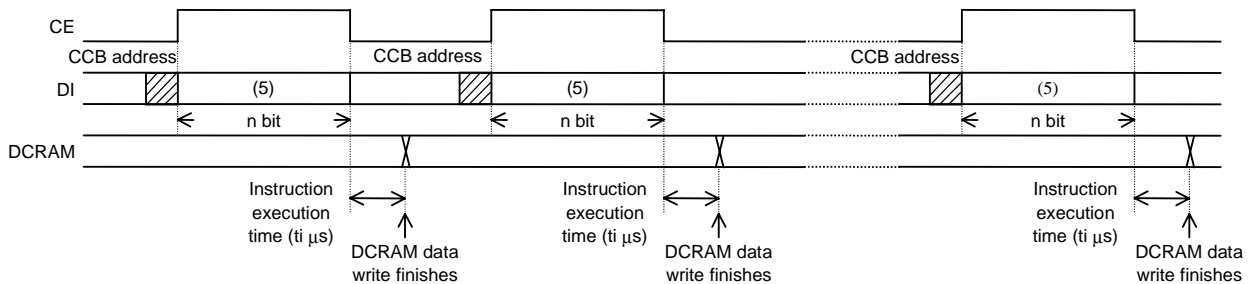 CE
CCB address
CCB address
CCB address
DI
(5)
(5)
(5)
n bit
n bit
n bit
DCRAM
Instruction
execution
time (ti μs)
Instruction
execution
time (ti μs)
Instruction
execution
time (ti μs)
DCRAM data
write finishes
DCRAM data
write finishes
DCRAM data
write finishes